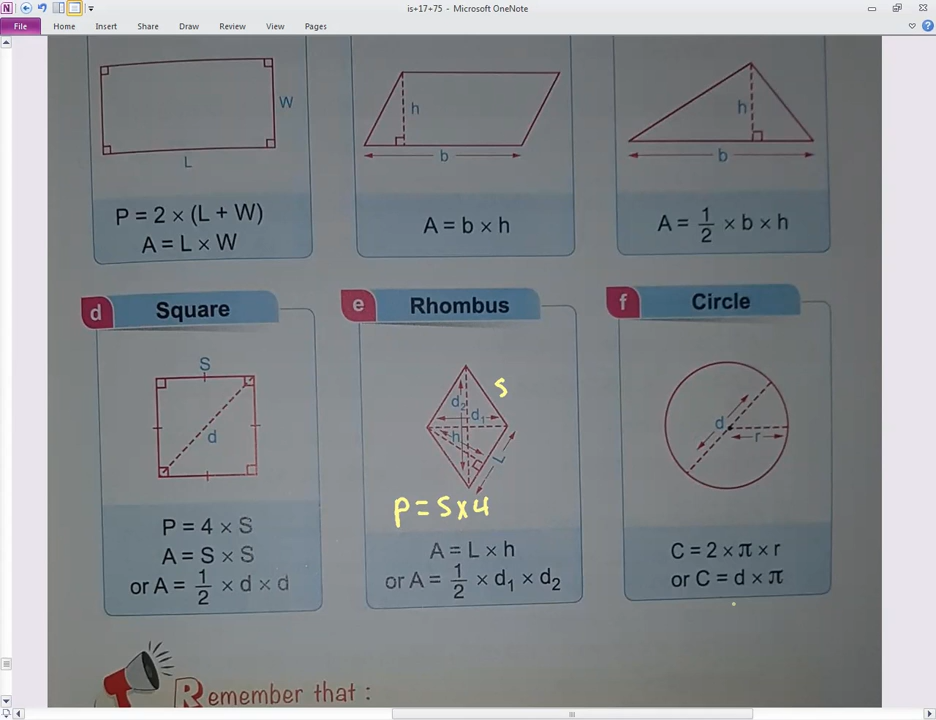 is+17+75 - Microsoft OneNote
File Home Insert Share Draw Review View Pages
W
L
P = 2 × (L + W)
A = L × W
h
b
A = b × h
h
b
A = 1/2 × b × h
d Square
S
d
P = 4 × S
A = S × S
or A = 1/2 × d × d
e Rhombus
S
d2
d1
h
L
P = S × 4
A = L × h
or A = 1/2 × d1 × d2
f Circle
d
r
C = 2 × π × r
or C = d × π
Remember that :